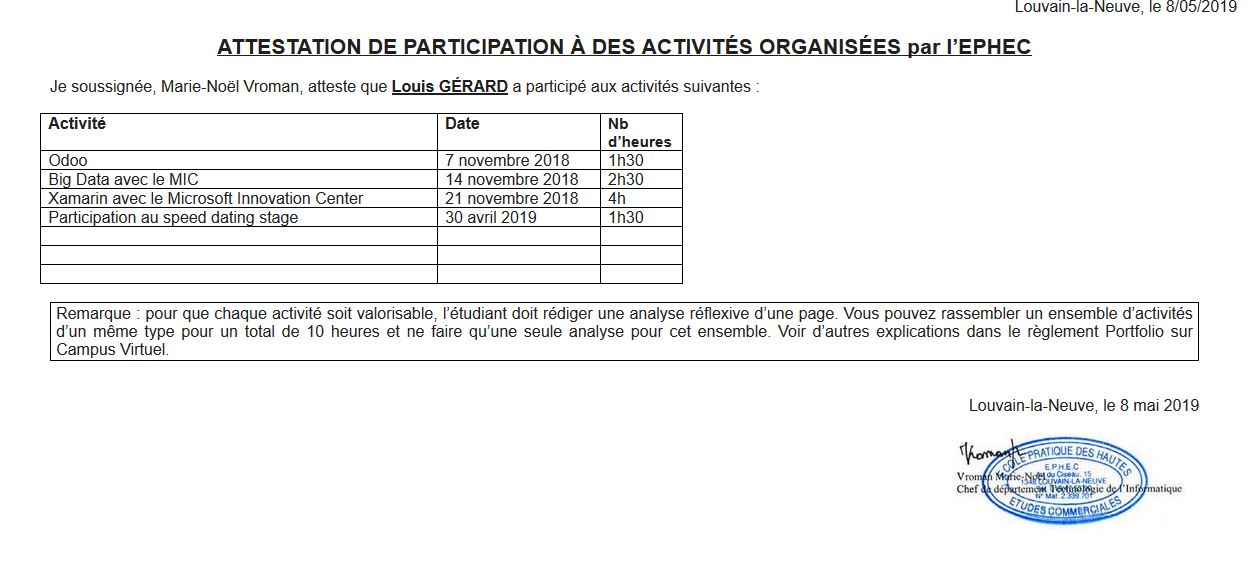 Louvain-la-Neuve, le 8/05/2019
ATTESTATION DE PARTICIPATION À DES ACTIVITÉS ORGANISÉES par l’EPHEC
Je soussignée, Marie-Noël Vroman, atteste que Louis GÉRARD a participé aux activités suivantes :
Activité Date Nb d’heures
Odoo 7 novembre 2018 1h30
Big Data avec le MIC 14 novembre 2018 2h30
Xamarin avec le Microsoft Innovation Center 21 novembre 2018 4h
Participation au speed dating stage 30 avril 2019 1h30
Remarque : pour que chaque activité soit valorisable, l’étudiant doit rédiger une analyse réflexive d’une page. Vous pouvez rassembler un ensemble d’activités
d’un même type pour un total de 10 heures et ne faire qu’une seule analyse pour cet ensemble. Voir d’autres explications dans le règlement Portfolio sur
Campus Virtuel.
Louvain-la-Neuve, le 8 mai 2019
Vroman
ECOLE PRATIQUE DES HAUTES
E.P.H.E.C
Av du Ciseau, 15
1348 LOUVAIN-LA-NEUVE
N° Mat. 2.339.707
ETUDES COMMERCIALES
Vroman Marie-Noël
Chef de département Technologie de l’Informatique